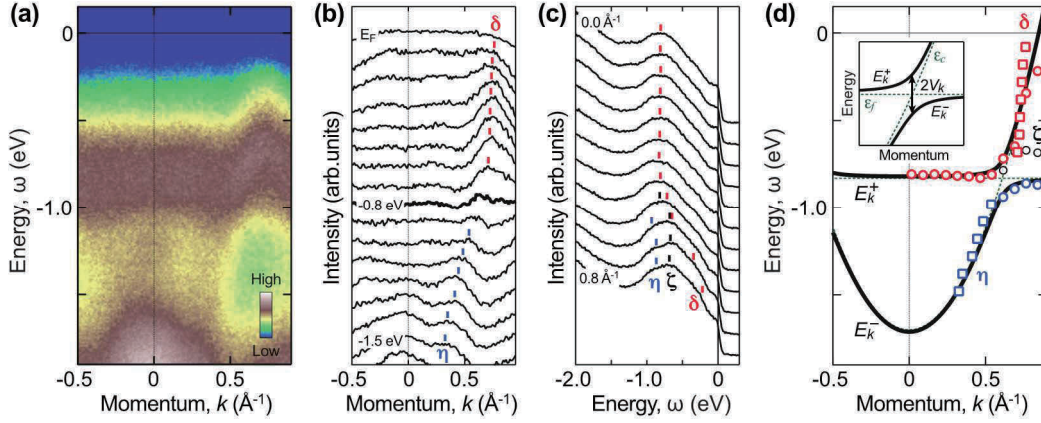 (a)
0
-1.0
Energy, ω (eV)
High
Low
-0.5
0
0.5
Momentum, k (Å⁻¹)
(b)
E_F
δ
-0.8 eV
-1.5 eV
η
Intensity (arb.units)
-0.5
0
0.5
Momentum, k (Å⁻¹)
(c)
0.0 Å⁻¹
0.8 Å⁻¹
η
ζ
δ
Intensity (arb.units)
-2.0
-1.0
0
Energy, ω (eV)
(d)
0
-1.0
Energy, ω (eV)
δ
E_k⁺
ε_c
2V_k
ε_f
E_k⁻
Energy
Momentum
ζ
E_k⁺
η
E_k⁻
-0.5
0
0.5
Momentum, k (Å⁻¹)